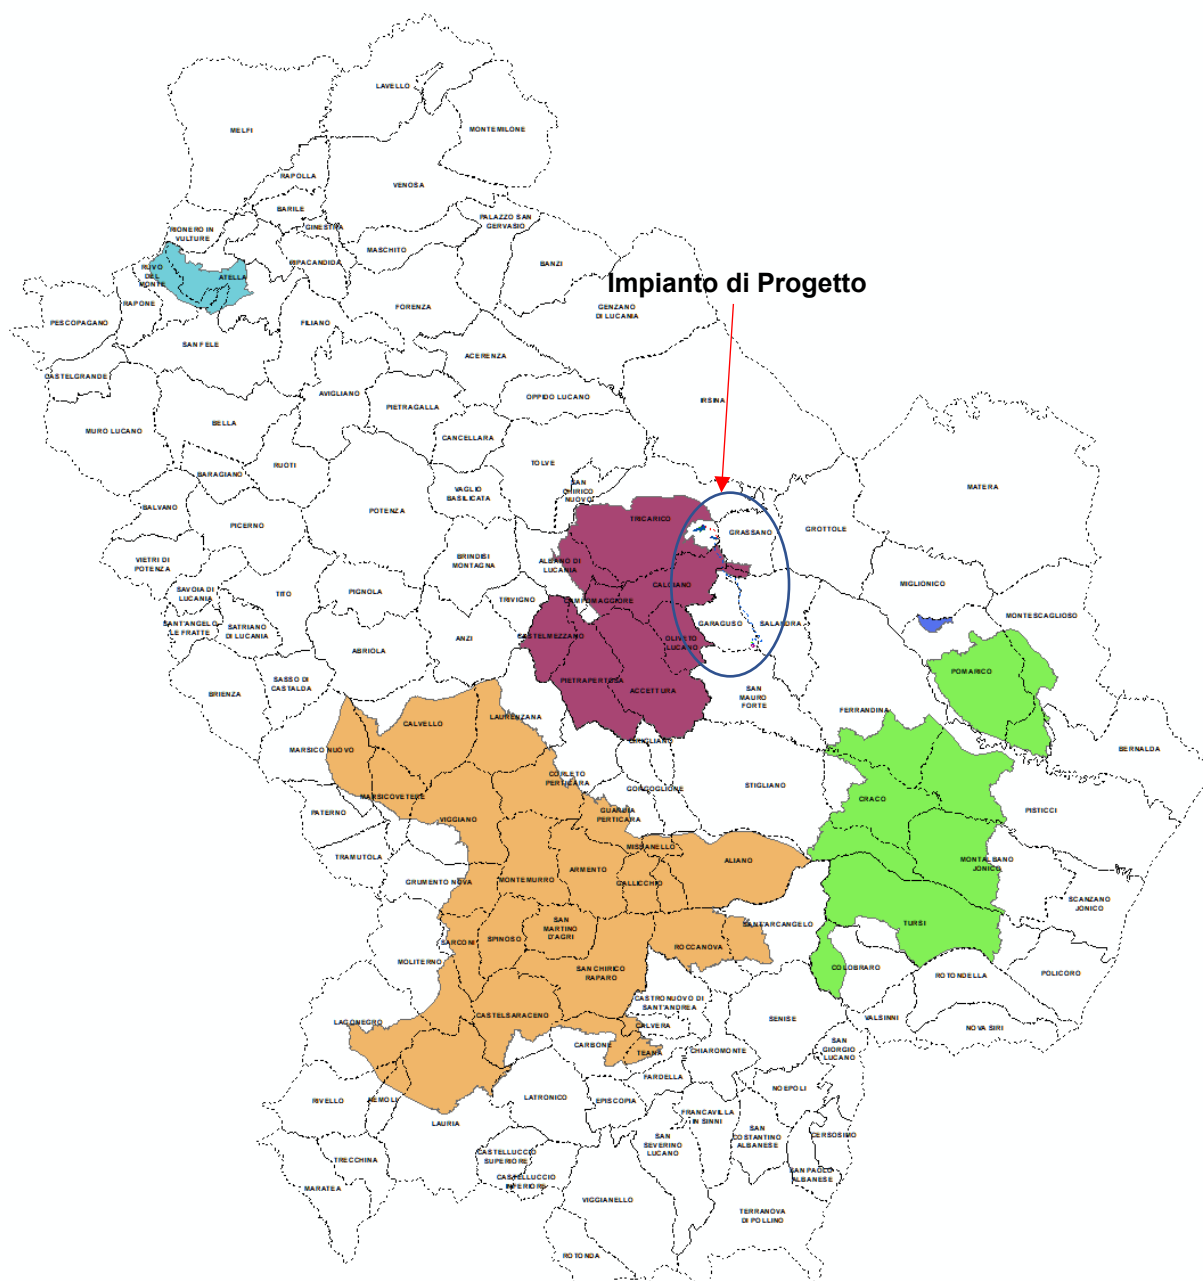 LAVELLO
MELFI
MONTEMILONE
RAPOLLA
VENOSA
BARILE
PALAZZO SAN
GERVASIO
GINESTRA
RIONERO IN
VULTURE
MASCHITO
RIPACANDIDA
BANZI
RUVO
DEL
MONTE
ATELLA
Impianto di Progetto
RAPONE
FORENZA
GENZANO
DI LUCANIA
PESCOPAGANO
FILIANO
SAN FELE
ACERENZA
CASTELGRANDE
AVIGLIANO
OPPIDO LUCANO
IRSINA
PIETRAGALLA
BELLA
MURO LUCANO
CANCELLARA
TOLVE
RUOTI
BARAGIANO
SAN
CHIRICO
NUOVO
MATERA
VAGLIO
BASILICATA
BALVANO
POTENZA
TRICARICO
PICERNO
GRASSANO
GROTTOLE
VIETRI DI
POTENZA
BRINDISI
MONTAGNA
ALBANO DI
LUCANIA
CALCIANO
MIGLIONICO
SAVOIA DI
LUCANIA
TITO
PIGNOLA
TRIVIGNO
CAMPOMAGGIORE
MONTESCAGLIOSO
SANT'ANGELO
LE FRATTE
SATRIANO
DI LUCANIA
GARAGUSO
SALANDRA
ANZI
CASTELMEZZANO
OLIVETO
LUCANO
ABRIOLA
POMARICO
SASSO DI
CASTALDA
PIETRAPERTOSA
ACCETTURA
BRIENZA
SAN
MAURO
FORTE
FERRANDINA
LAURENZANA
CALVELLO
CIRIGLIANO
MARSICO NUOVO
BERNALDA
CORLETO
PERTICARA
GORGOGLIONE
STIGLIANO
MARSICOVETERE
CRACO
PATERNO
GUARDIA
PERTICARA
PISTICCI
VIGGIANO
MISSANELLO
TRAMUTOLA
ALIANO
MONTALBANO
JONICO
ARMENTO
GRUMENTO NOVA
MONTEMURRO
GALLICCHIO
SCANZANO
JONICO
SAN
MARTINO
D'AGRI
SANT'ARCANGELO
TURSI
SARCONI
SPINOSO
ROCCANOVA
MOLITERNO
COLOBRARO
SAN CHIRICO
RAPARO
ROTONDELLA
POLICORO
CASTRONUOVO DI
SANT'ANDREA
CASTELSARACENO
VALSINNI
SENISE
LAGONEGRO
CALVERA
NOVA SIRI
CARBONE
TEANA
CHIAROMONTE
SAN
GIORGIO
LUCANO
FARDELLA
NOEPOLI
RIVELLO
NEMOLI
LATRONICO
EPISCOPIA
FRANCAVILLA
IN SINNI
LAURIA
SAN
COSTANTINO
ALBANESE
CERSOSIMO
SAN
SEVERINO
LUCANO
CASTELLUCCIO
SUPERIORE
TRECCHINA
SAN PAOLO
ALBANESE
CASTELLUCCIO
INFERIORE
MARATEA
VIGGIANELLO
TERRANOVA
DI POLLINO
ROTONDA